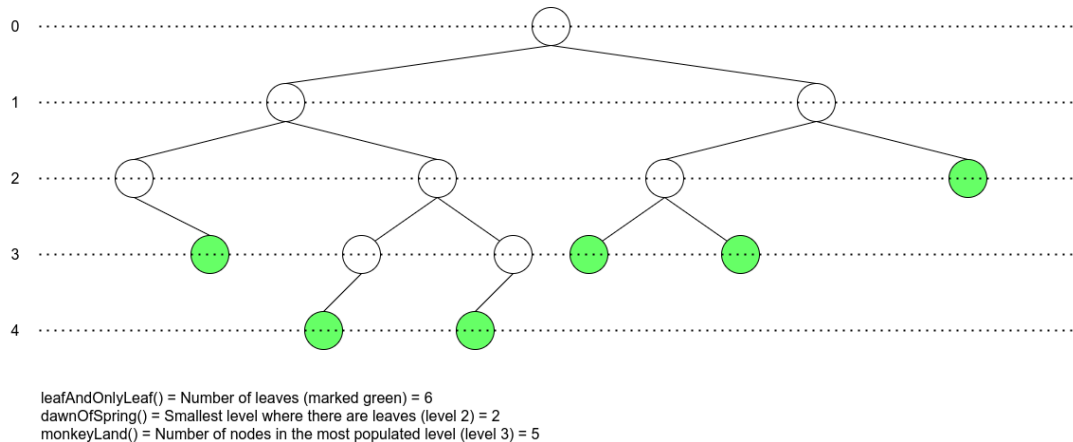 0
1
2
3
4
leafAndOnlyLeaf() = Number of leaves (marked green) = 6
dawnOfSpring() = Smallest level where there are leaves (level 2) = 2
monkeyLand() = Number of nodes in the most populated level (level 3) = 5